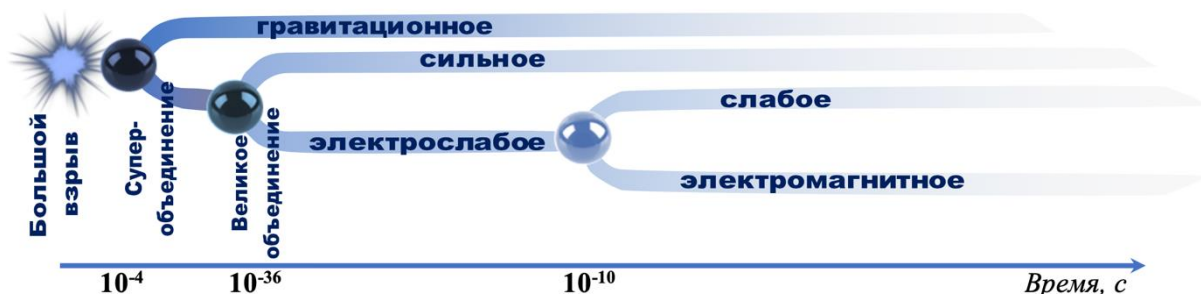 гравитационное
сильное
слабое
электрослабое
электромагнитное
Большой
взрыв
Супер-
объединение
Великое
объединение
10⁻⁴
10⁻³⁶
10⁻¹⁰
Время, с